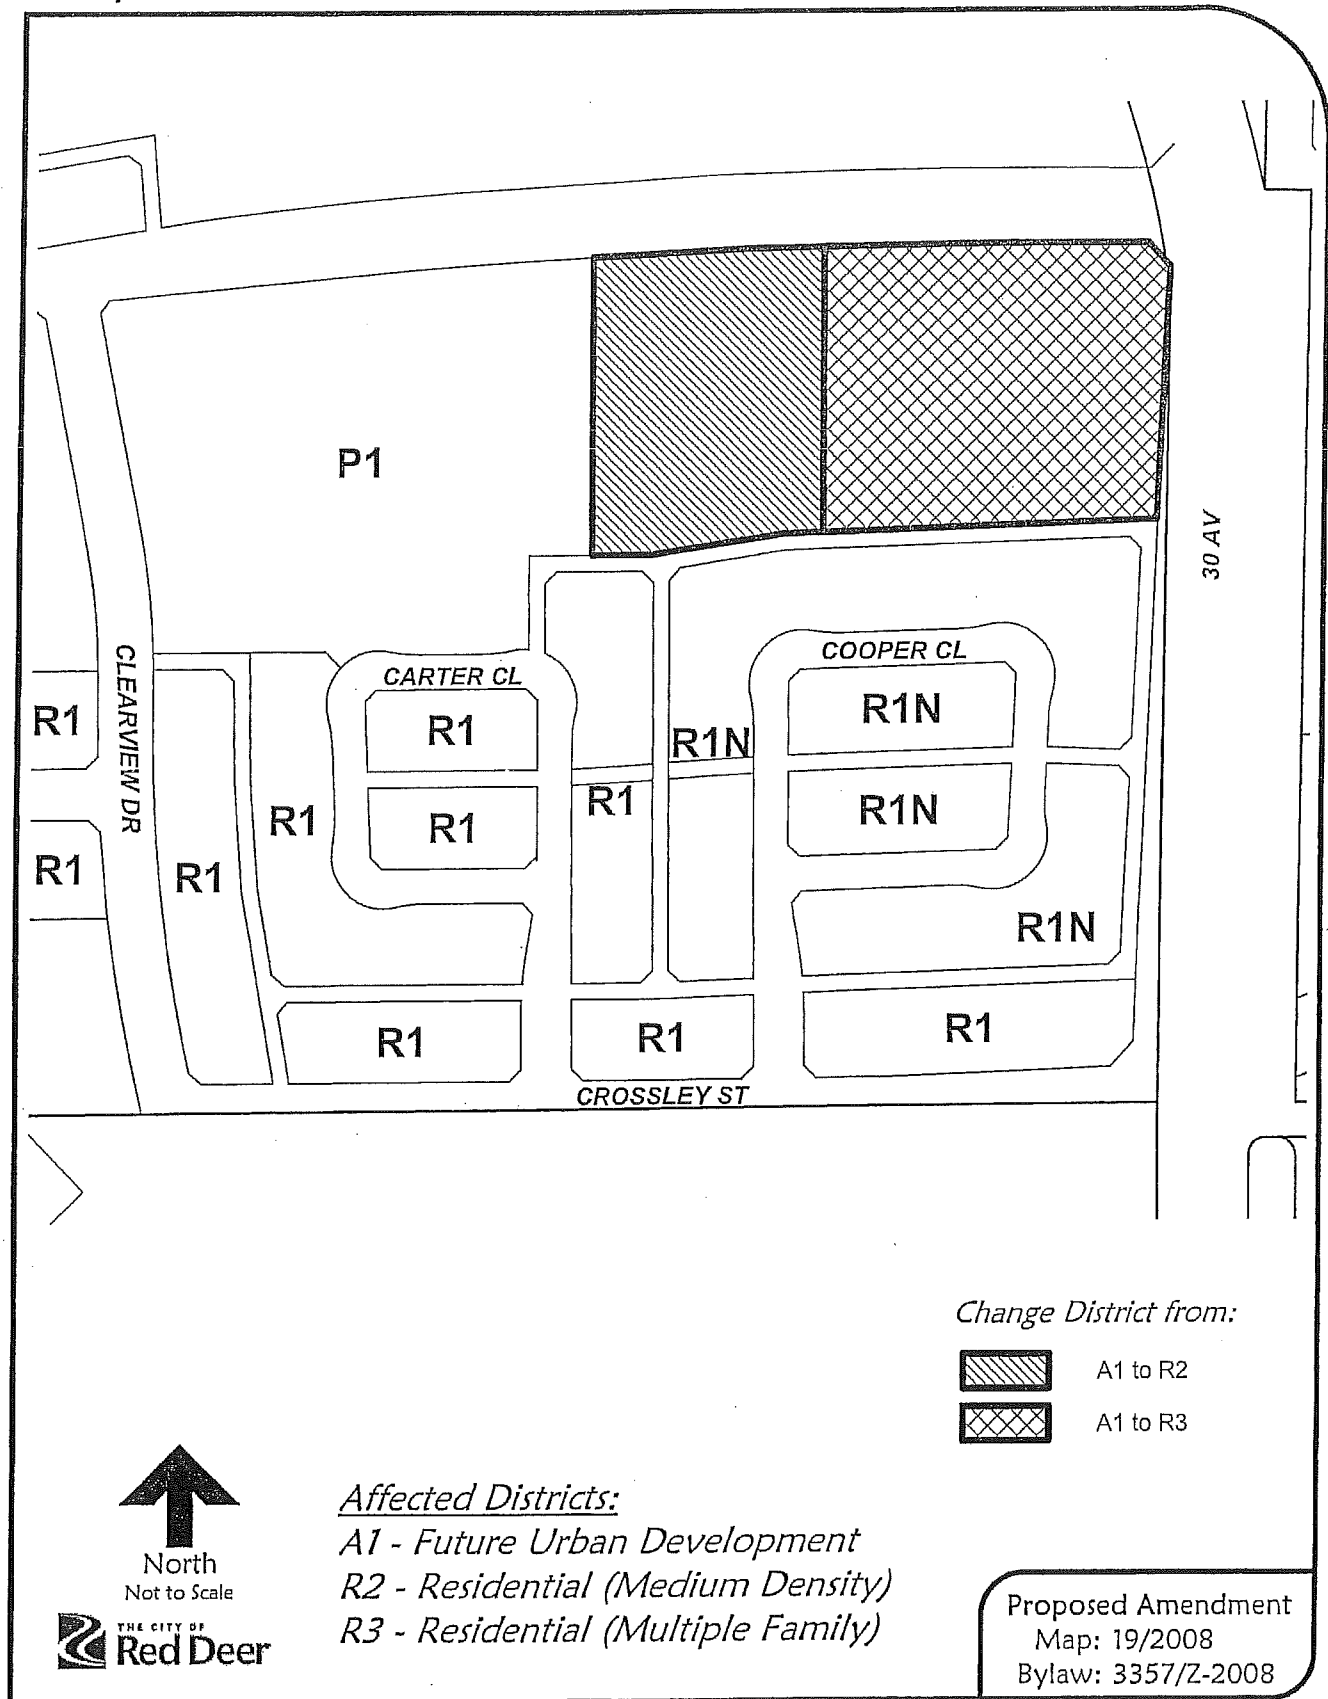 P1
30 AV
CLEARVIEW DR
CARTER CL
COOPER CL
R1
R1
R1N
R1N
R1
R1
R1
R1N
R1
R1
R1N
R1
R1
R1
CROSSLEY ST
Change District from:
A1 to R2
A1 to R3
North
Not to Scale
THE CITY OF
Red Deer
Affected Districts:
A1 - Future Urban Development
R2 - Residential (Medium Density)
R3 - Residential (Multiple Family)
Proposed Amendment
Map: 19/2008
Bylaw: 3357/Z-2008